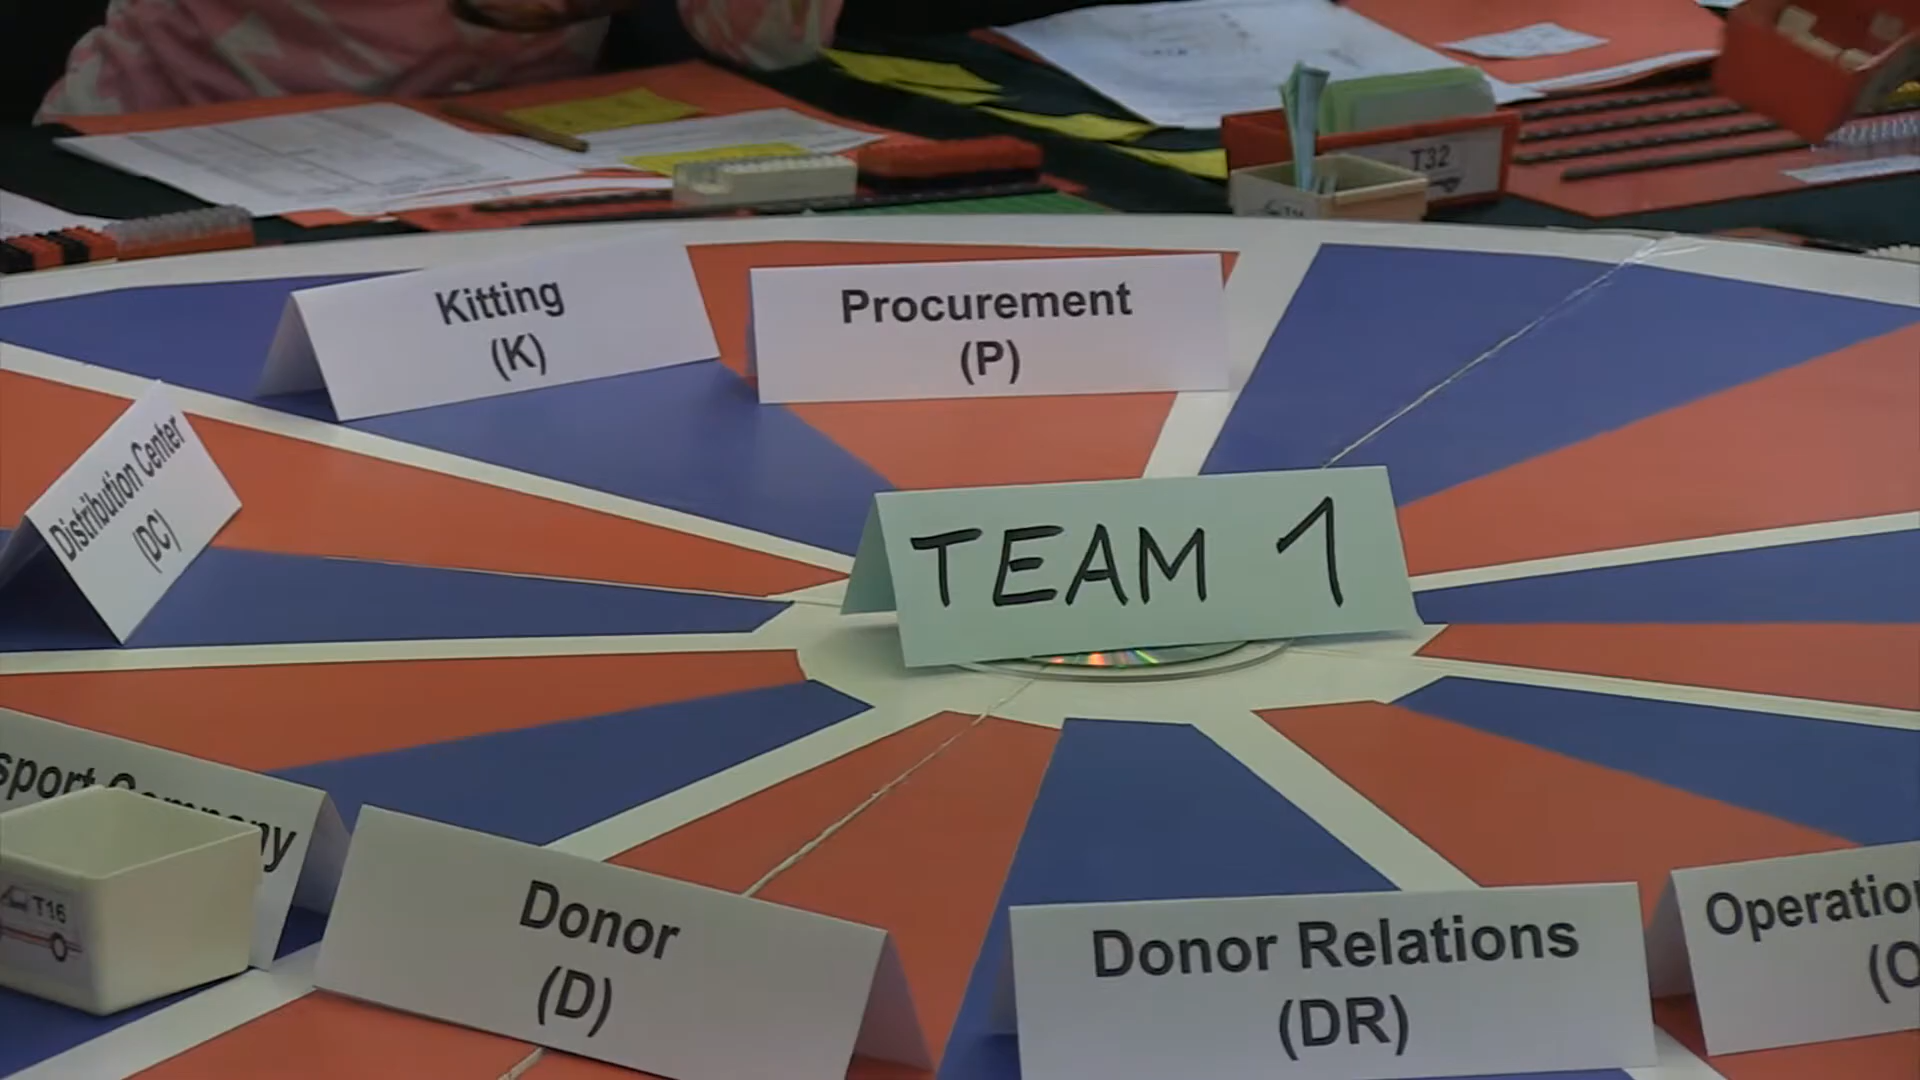 T32
Kitting
(K)
Procurement
(P)
Distribution Center
(DC)
TEAM 1
T16
Donor
(D)
Donor Relations
(DR)